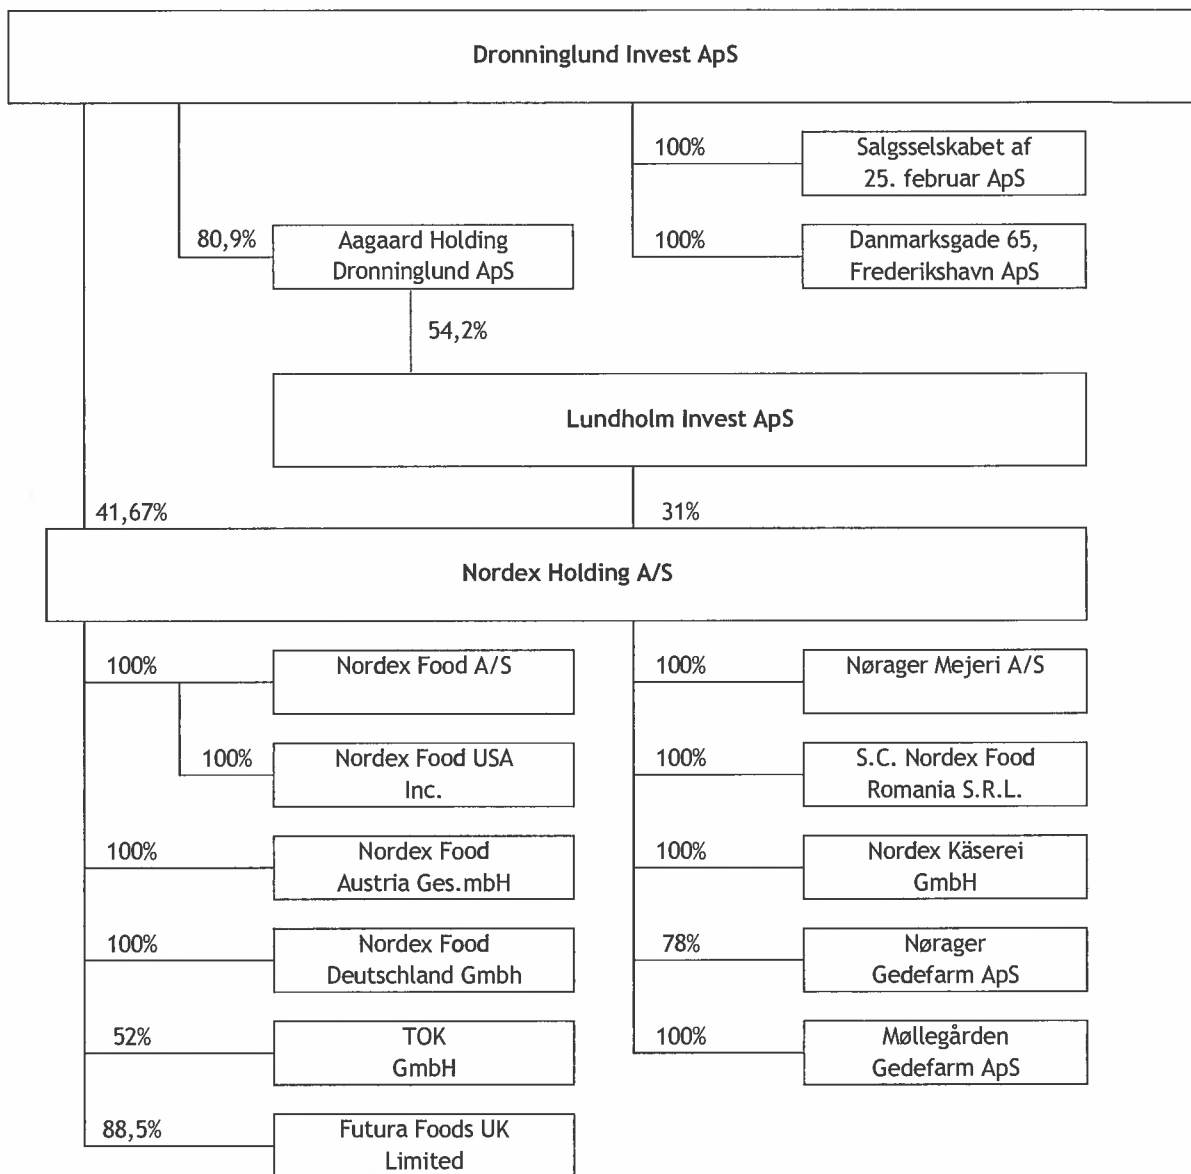 Dronninglund Invest ApS
100%
Salgsselskabet af
25. februar ApS
80,9%
Aagaard Holding
Dronninglund ApS
100%
Danmarksgade 65,
Frederikshavn ApS
54,2%
Lundholm Invest ApS
41,67%
31%
Nordex Holding A/S
100%
Nordex Food A/S
100%
Nørager Mejeri A/S
100%
Nordex Food USA
Inc.
100%
S.C. Nordex Food
Romania S.R.L.
100%
Nordex Food
Austria Ges.mbH
100%
Nordex Käserei
GmbH
100%
Nordex Food
Deutschland Gmbh
78%
Nørager
Gedefarm ApS
52%
TOK
GmbH
100%
Møllegården
Gedefarm ApS
88,5%
Futura Foods UK
Limited